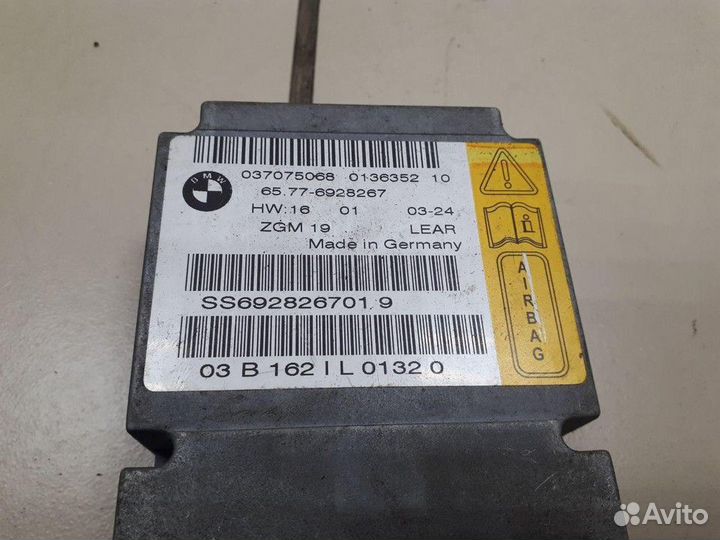 BMW
037075068 0136352 10
65.77-6928267
HW:16 01 03-24
ZGM 19 LEAR
Made in Germany
SS692826701.9
03 B 162 I L 0132 0
AIRBAG
Avito